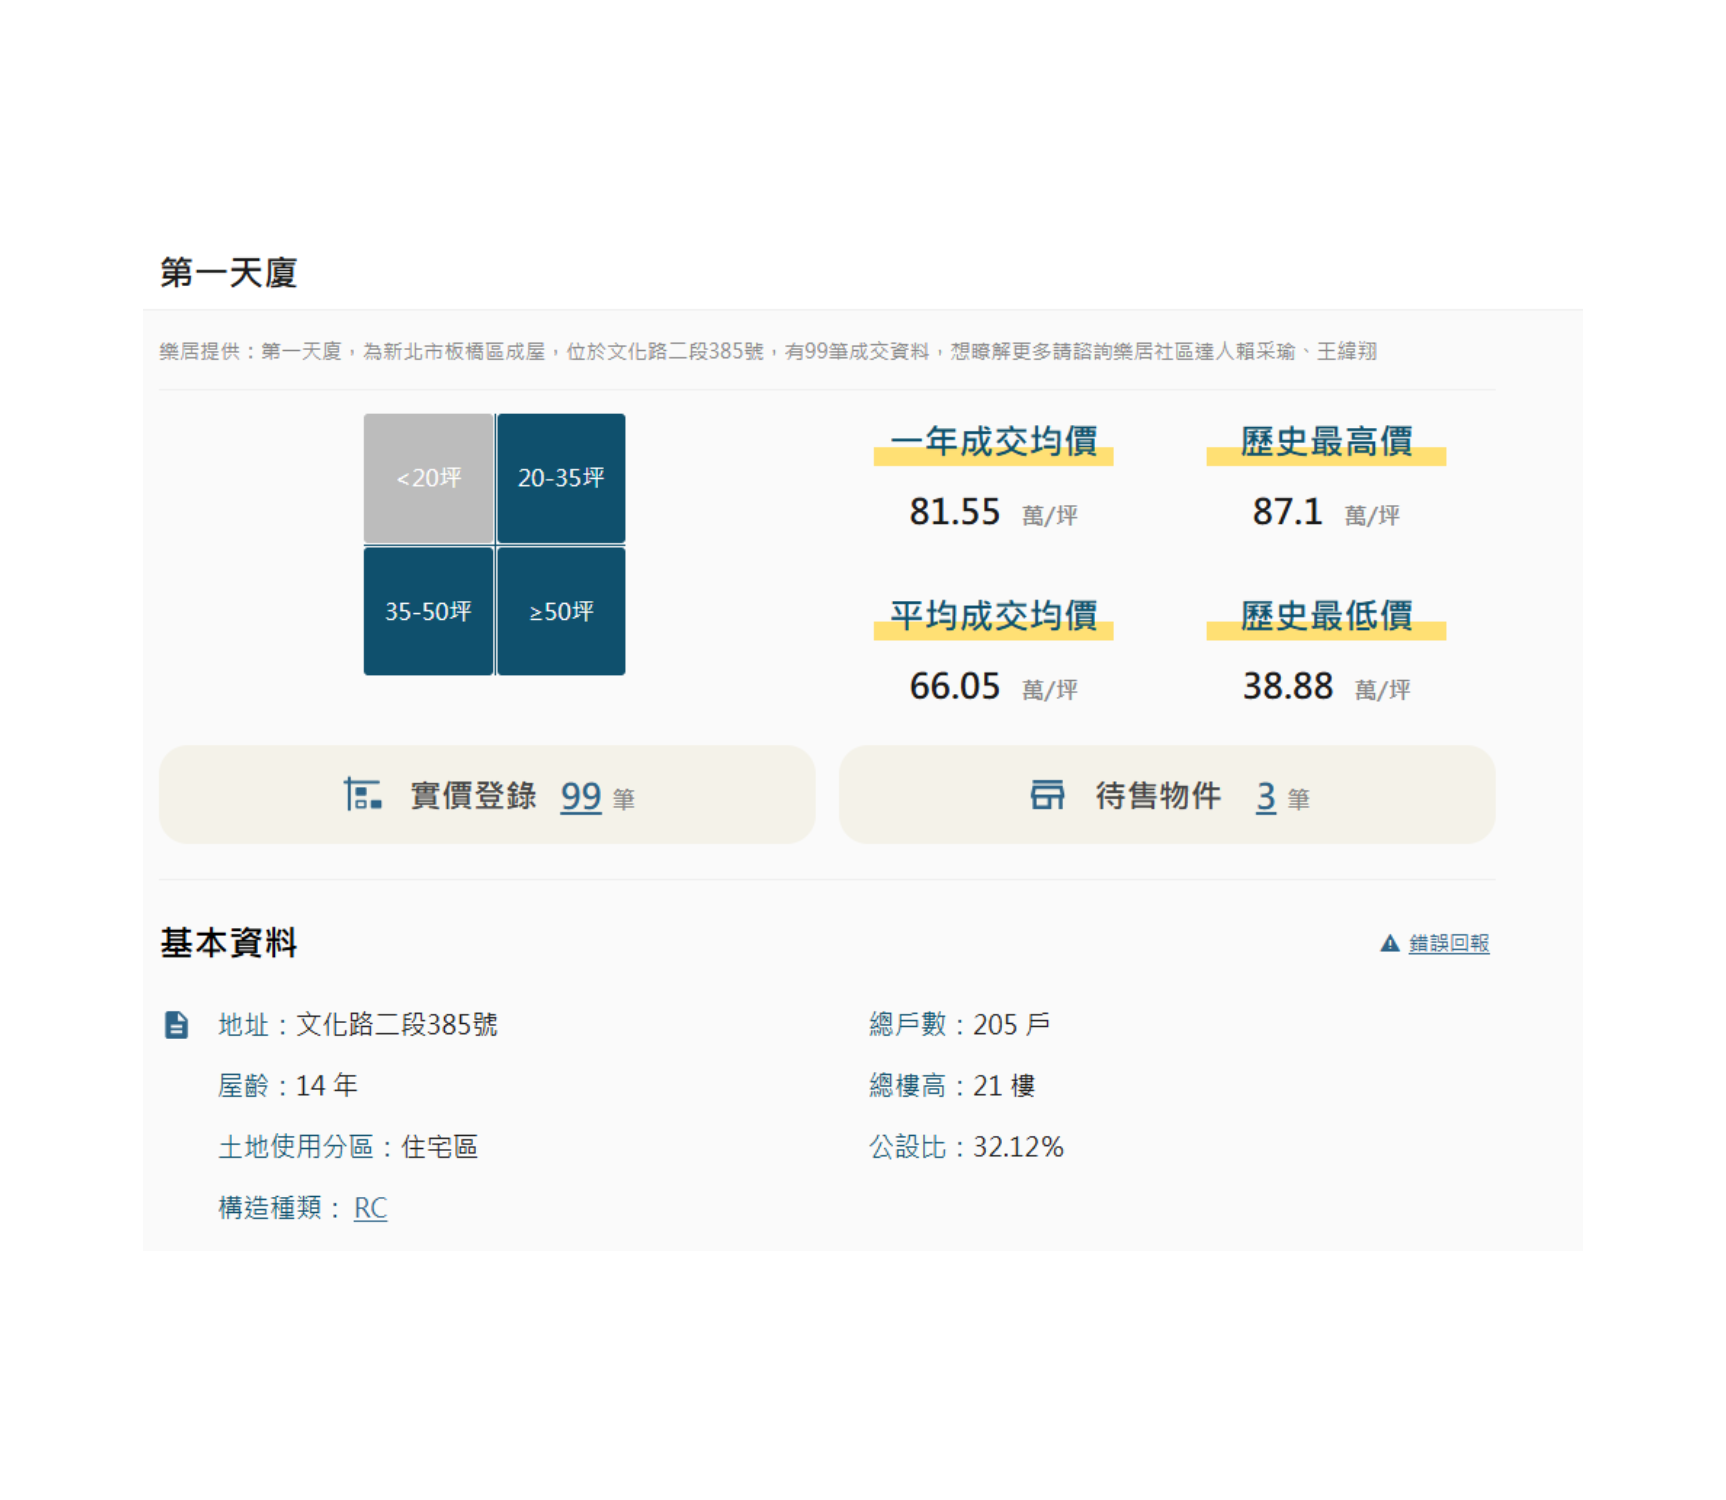 第一天廈
樂居提供：第一天廈，為新北市板橋區成屋，位於文化路二段385號，有99筆成交資料，想瞭解更多請諮詢樂居社區達人賴采瑜、王緯翔
<20坪 20-35坪
35-50坪 ≥50坪
一年成交均價 歷史最高價
81.55 萬/坪 87.1 萬/坪
平均成交均價 歷史最低價
66.05 萬/坪 38.88 萬/坪
實價登錄 99 筆 待售物件 3 筆
基本資料 錯誤回報
地址：文化路二段385號 總戶數：205 戶
屋齡：14 年 總樓高：21 樓
土地使用分區：住宅區 公設比：32.12%
構造種類： RC